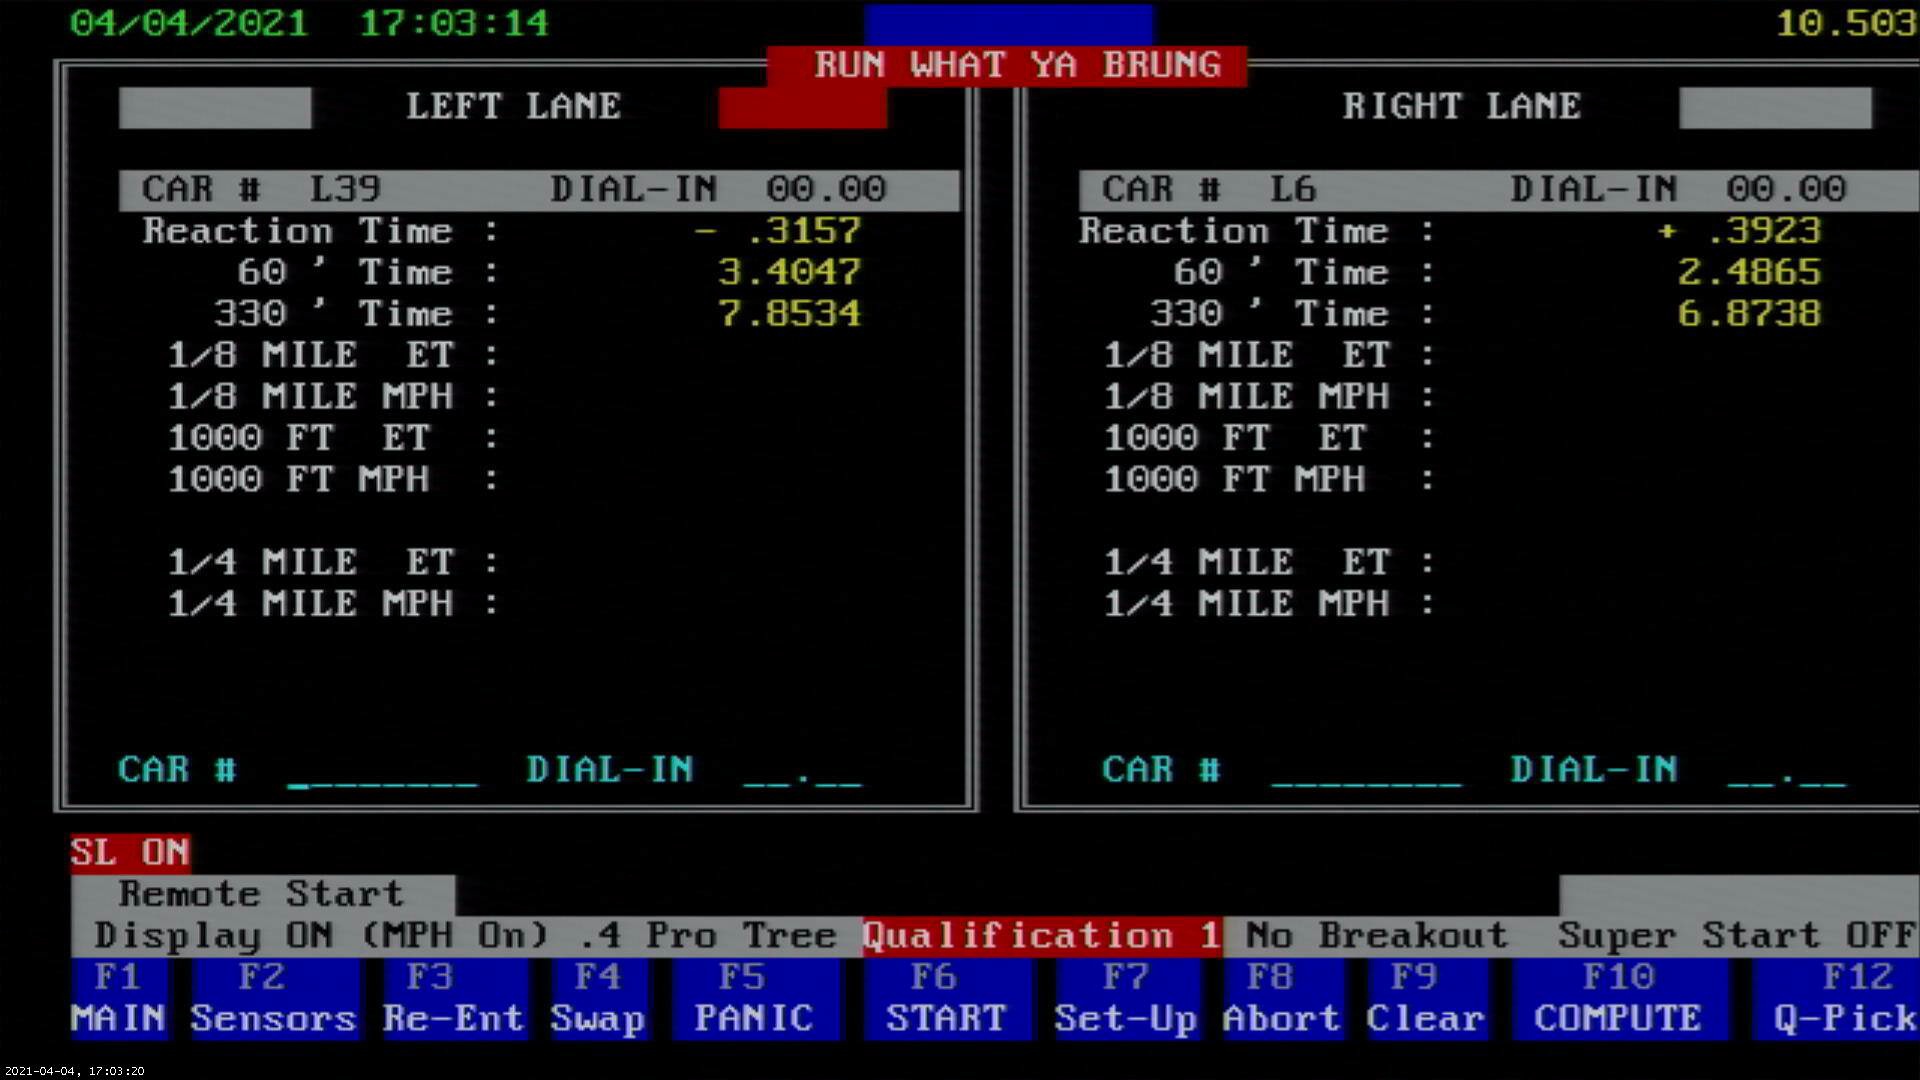 04/04/2021 17:03:14 10.503
RUN WHAT YA BRUNG
LEFT LANE
CAR # L39 DIAL-IN 00.00
Reaction Time : - .3157
60 ' Time : 3.4047
330 ' Time : 7.8534
1/8 MILE ET :
1/8 MILE MPH :
1000 FT ET :
1000 FT MPH :
1/4 MILE ET :
1/4 MILE MPH :
CAR # ________ DIAL-IN __.__
RIGHT LANE
CAR # L6 DIAL-IN 00.00
Reaction Time : + .3923
60 ' Time : 2.4865
330 ' Time : 6.8738
1/8 MILE ET :
1/8 MILE MPH :
1000 FT ET :
1000 FT MPH :
1/4 MILE ET :
1/4 MILE MPH :
CAR # ________ DIAL-IN __.__
SL ON
Remote Start
Display ON (MPH On) .4 Pro Tree Qualification 1 No Breakout Super Start OFF
F1 F2 F3 F4 F5 F6 F7 F8 F9 F10 F12
MAIN Sensors Re-Ent Swap PANIC START Set-Up Abort Clear COMPUTE Q-Pick
2021-04-04, 17:03:20